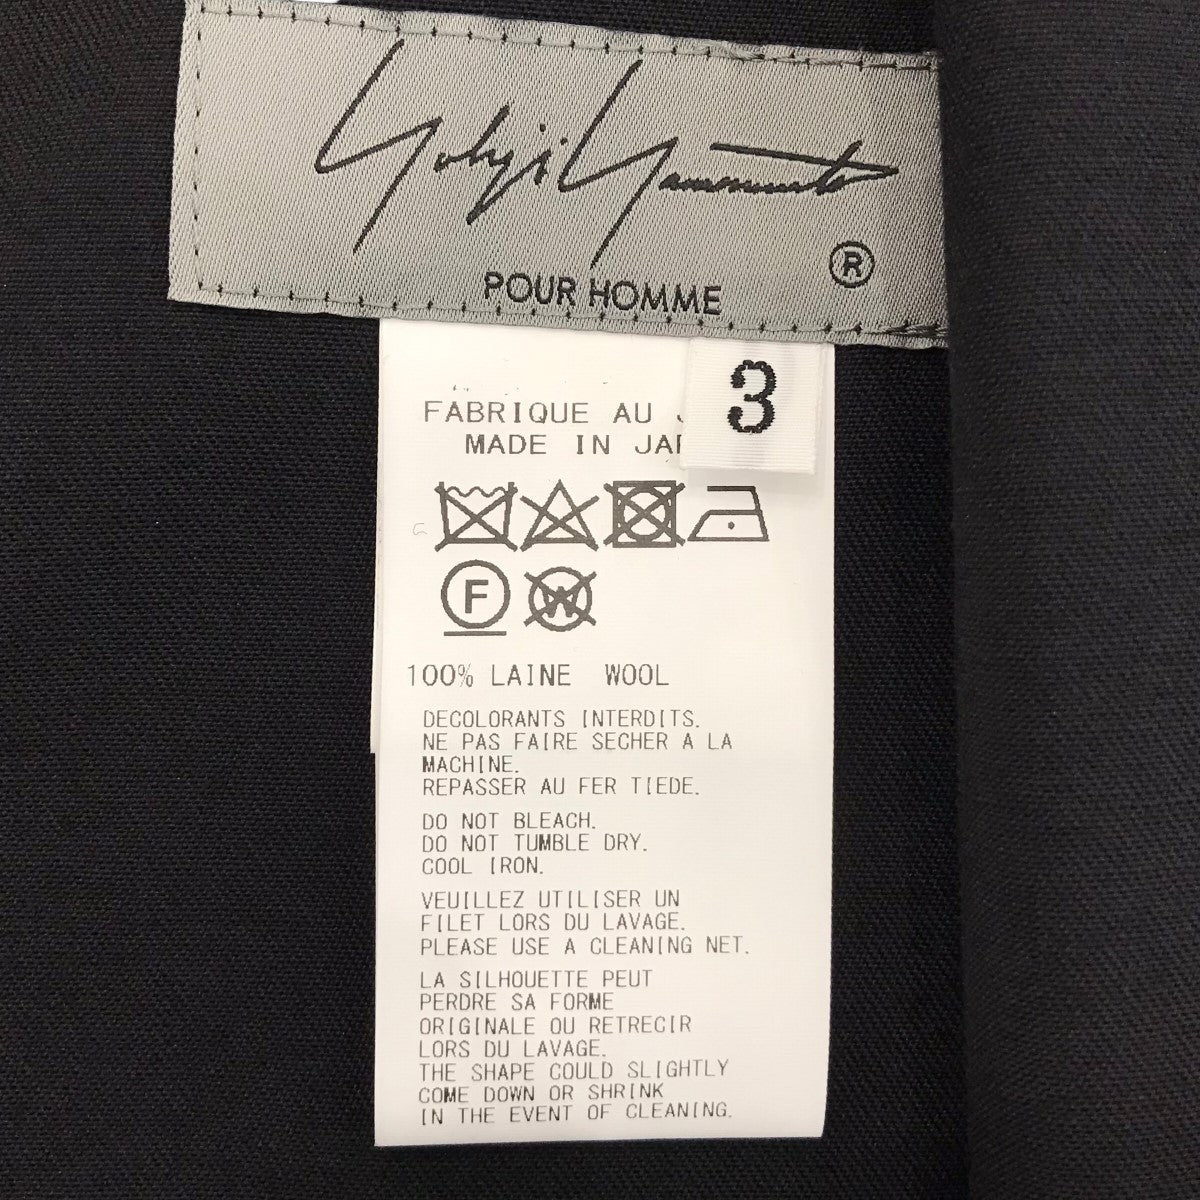 Yohji Yamamoto
®
POUR HOMME
3
FABRIQUE AU
MADE IN
F
W
100% LAINE WOOL
DECOLORANTS INTERDITS.
NE PAS FAIRE SECHER A LA
MACHINE.
REPASSER AU FER TIEDE.
DO NOT BLEACH.
DO NOT TUMBLE DRY.
COOL IRON.
VEUILLEZ UTILISER UN
FILET LORS DU LAVAGE.
PLEASE USE A CLEANING NET.
LA SILHOUETTE PEUT
PERDRE SA FORME
ORIGINALE OU RETRECIR
LORS DU LAVAGE.
THE SHAPE COULD SLIGHTLY
COME DOWN OR SHRINK
IN THE EVENT OF CLEANING.